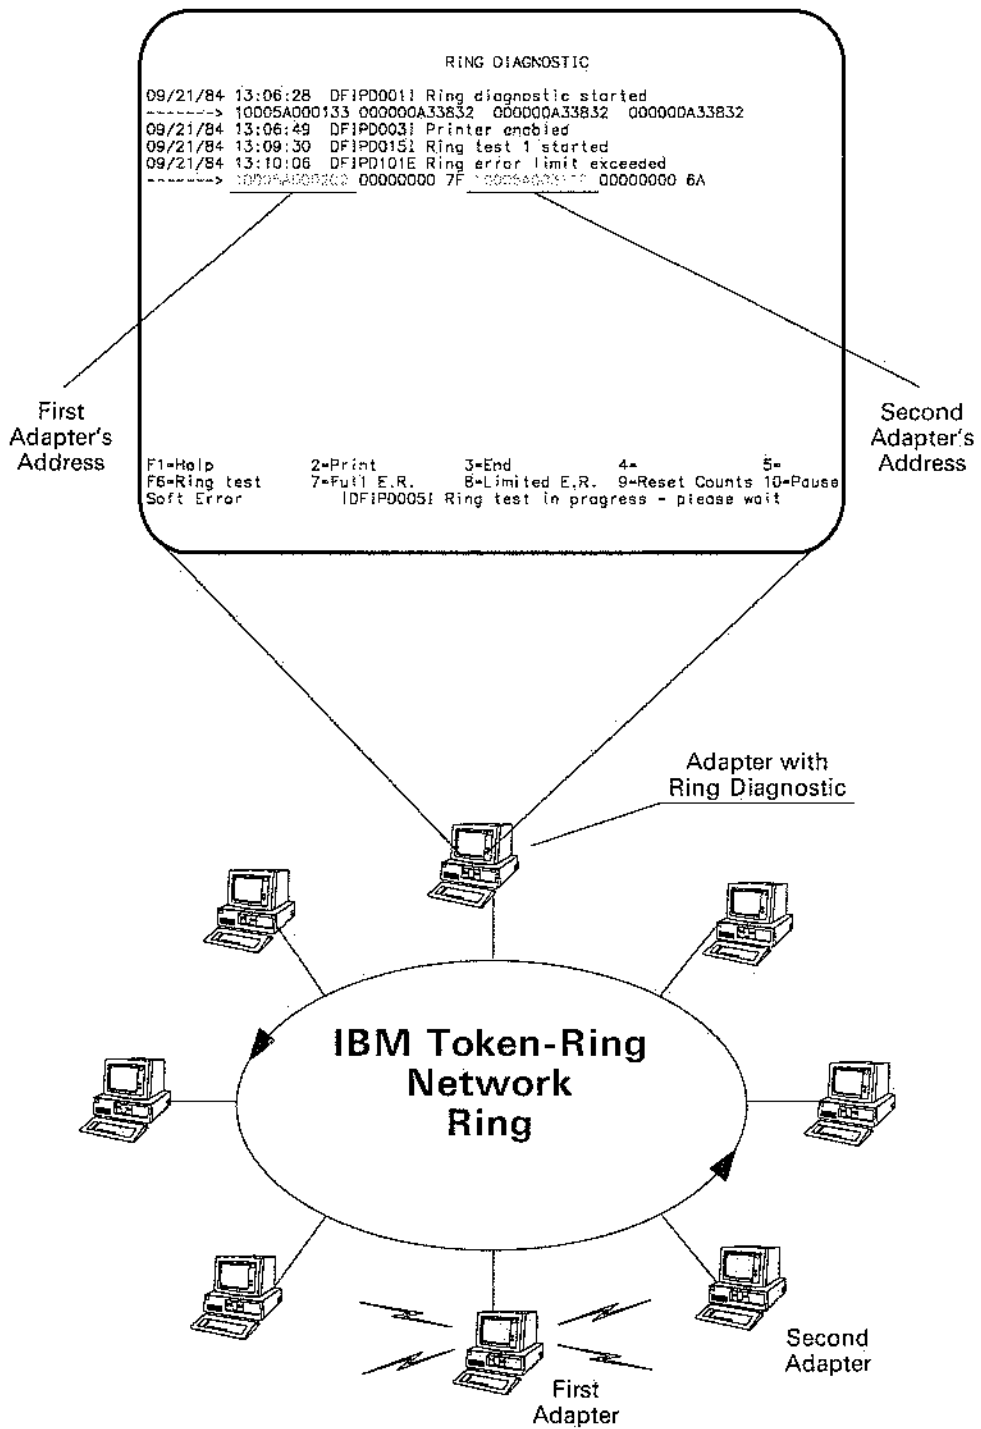 RING DIAGNOSTIC
09/21/84 13:06:28 DFIPD001I Ring diagnostic started
-------> 10005A000133 000000A33832 000000A33832 000000A33832
09/21/84 13:06:49 DFIPD003I Printer enabled
09/21/84 13:09:30 DFIPD015I Ring test 1 started
09/21/84 13:10:06 DFIPD101E Ring error limit exceeded
-------> 00000000 7F 00000000 6A
First
Adapter's
Address
Second
Adapter's
Address
F1=Help 2=Print 3=End 4= 5=
F6=Ring test 7=Full E.R. 8=Limited E.R. 9=Reset Counts 10=Pause
Soft Error |DFIPD005I Ring test in progress - please wait
Adapter with
Ring Diagnostic
IBM Token-Ring
Network
Ring
Second
Adapter
First
Adapter